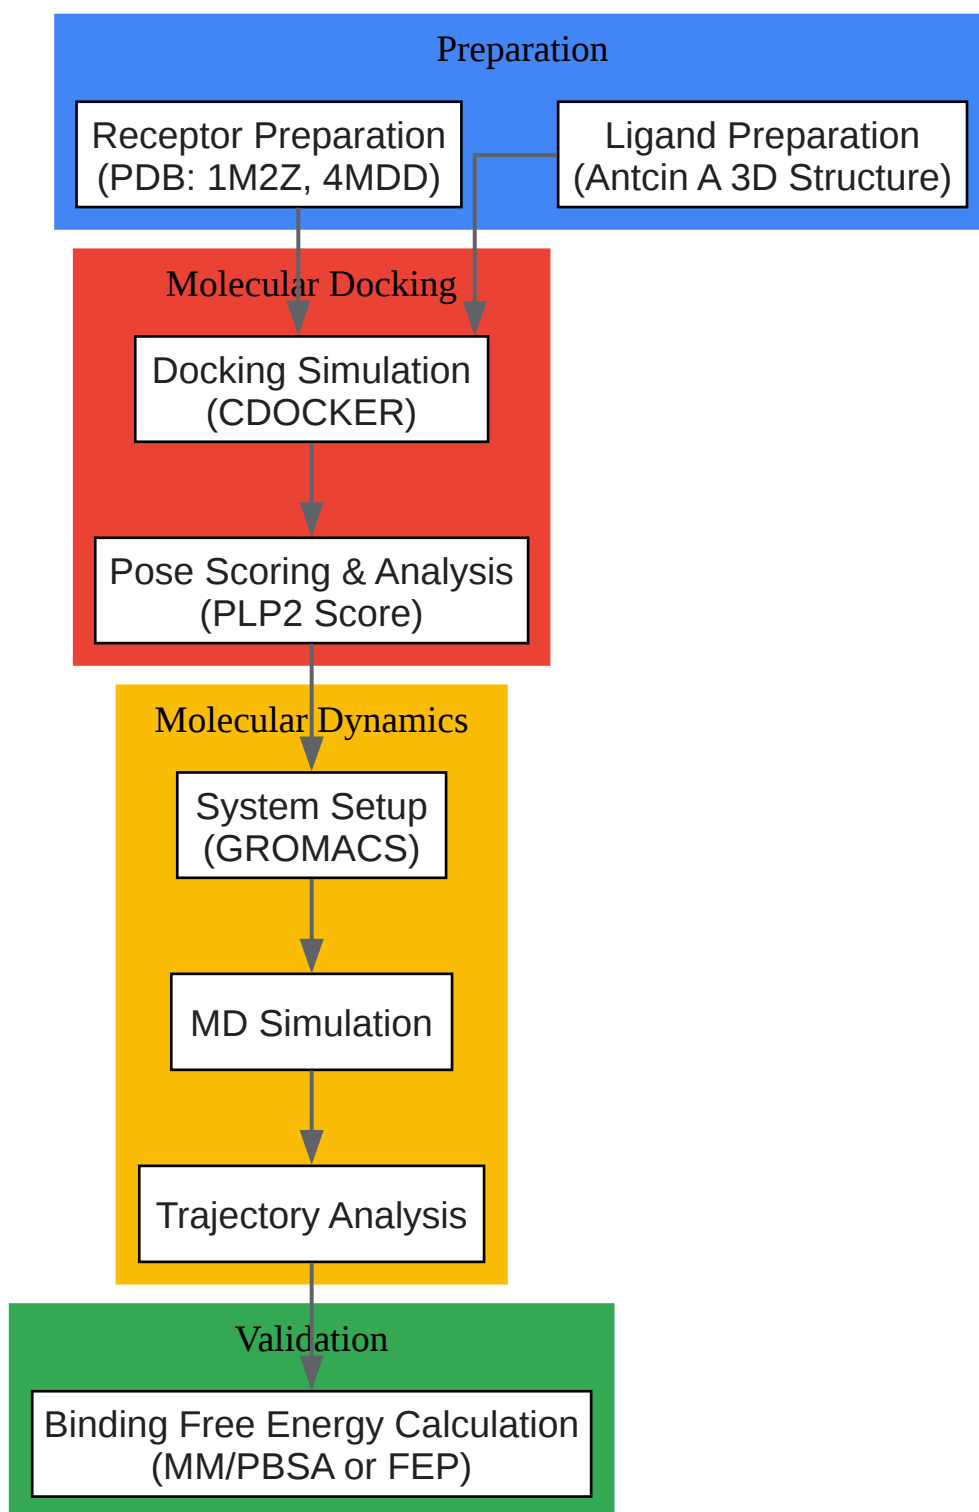 Preparation
Receptor Preparation
(PDB: 1M2Z, 4MDD)
Ligand Preparation
(Antcin A 3D Structure)
Molecular Docking
Docking Simulation
(CDOCKER)
Pose Scoring & Analysis
(PLP2 Score)
Molecular Dynamics
System Setup
(GROMACS)
MD Simulation
Trajectory Analysis
Validation
Binding Free Energy Calculation
(MM/PBSA or FEP)